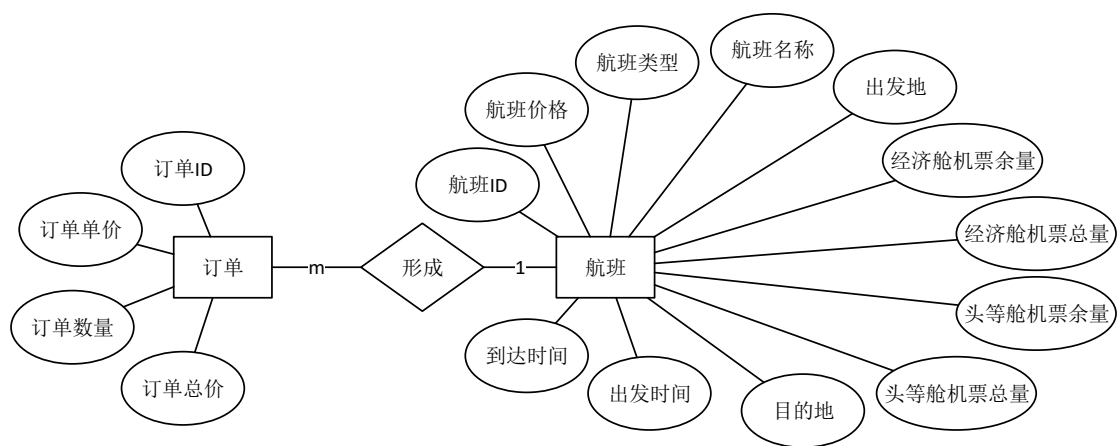 航班名称
航班类型
出发地
航班价格
经济舱机票余量
订单ID
航班ID
订单单价
经济舱机票总量
订单
m
形成
1
航班
头等舱机票余量
订单数量
到达时间
订单总价
出发时间
头等舱机票总量
目的地